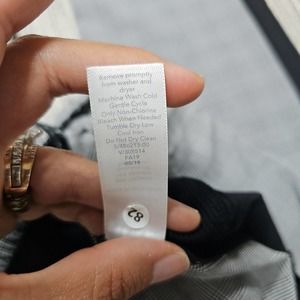 Remove promptly
from washer and
dryer
Machine Wash Cold
Gentle Cycle
Only Non-Chlorine
Bleach When Needed
Tumble Dry Low
Cool Iron
Do Not Dry Clean
FA19
82